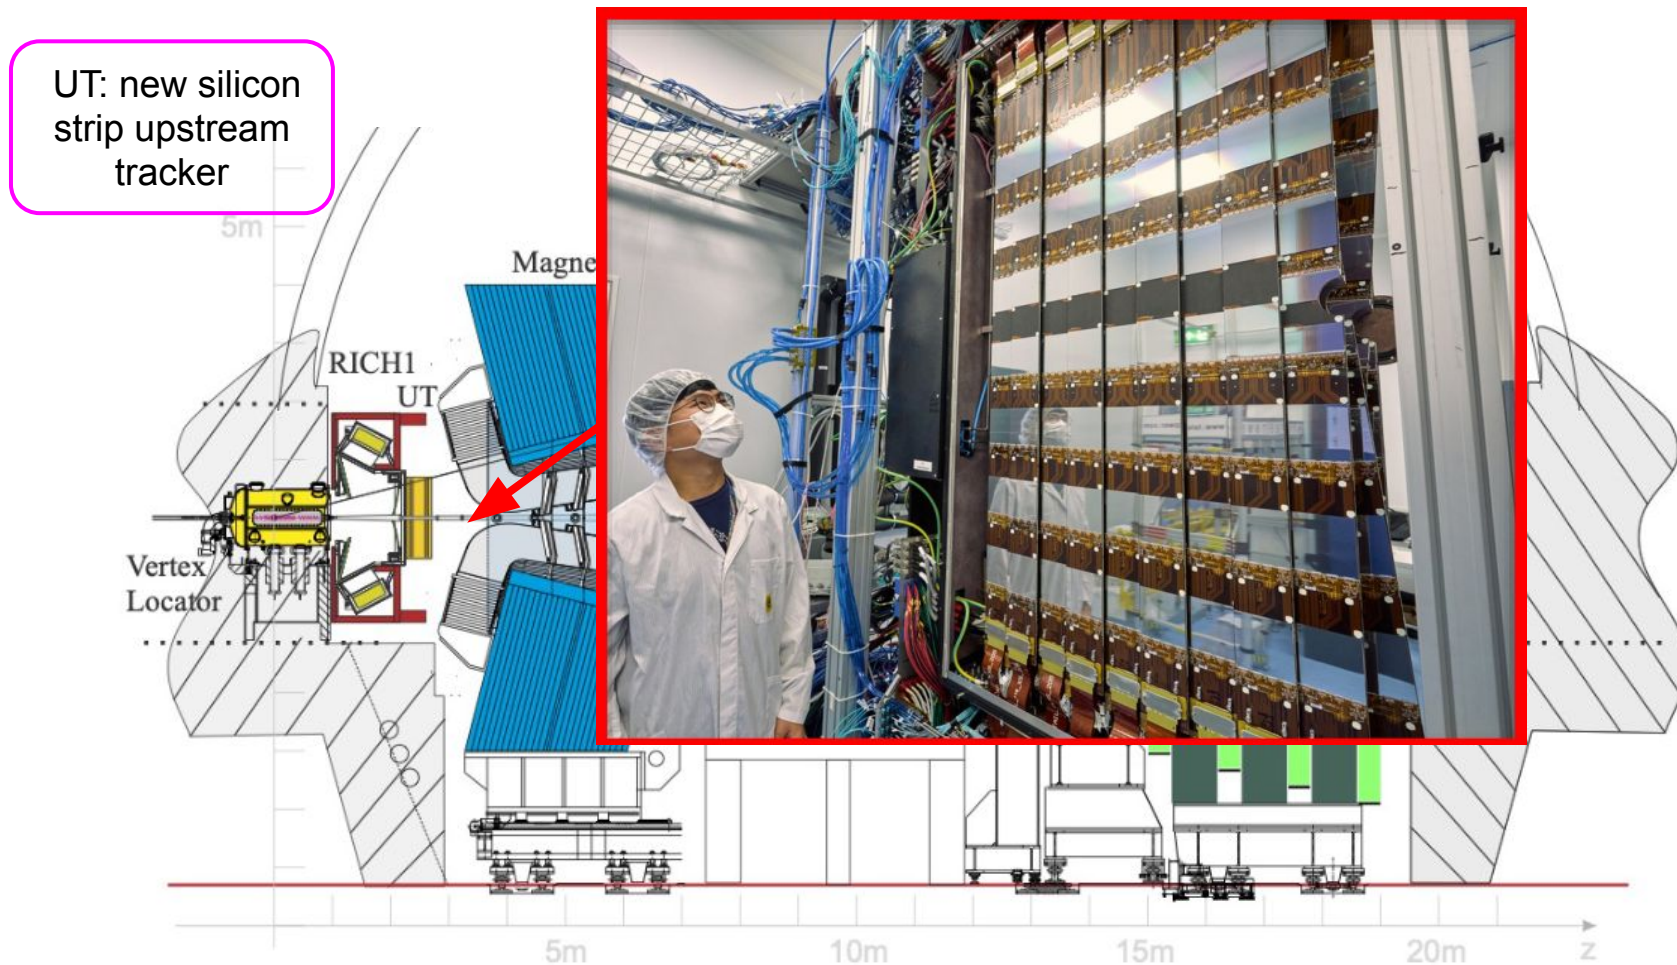 UT: new silicon
strip upstream
tracker
5m
Magne
RICH1
UT
Vertex
Locator
5m
10m
15m
20m
z